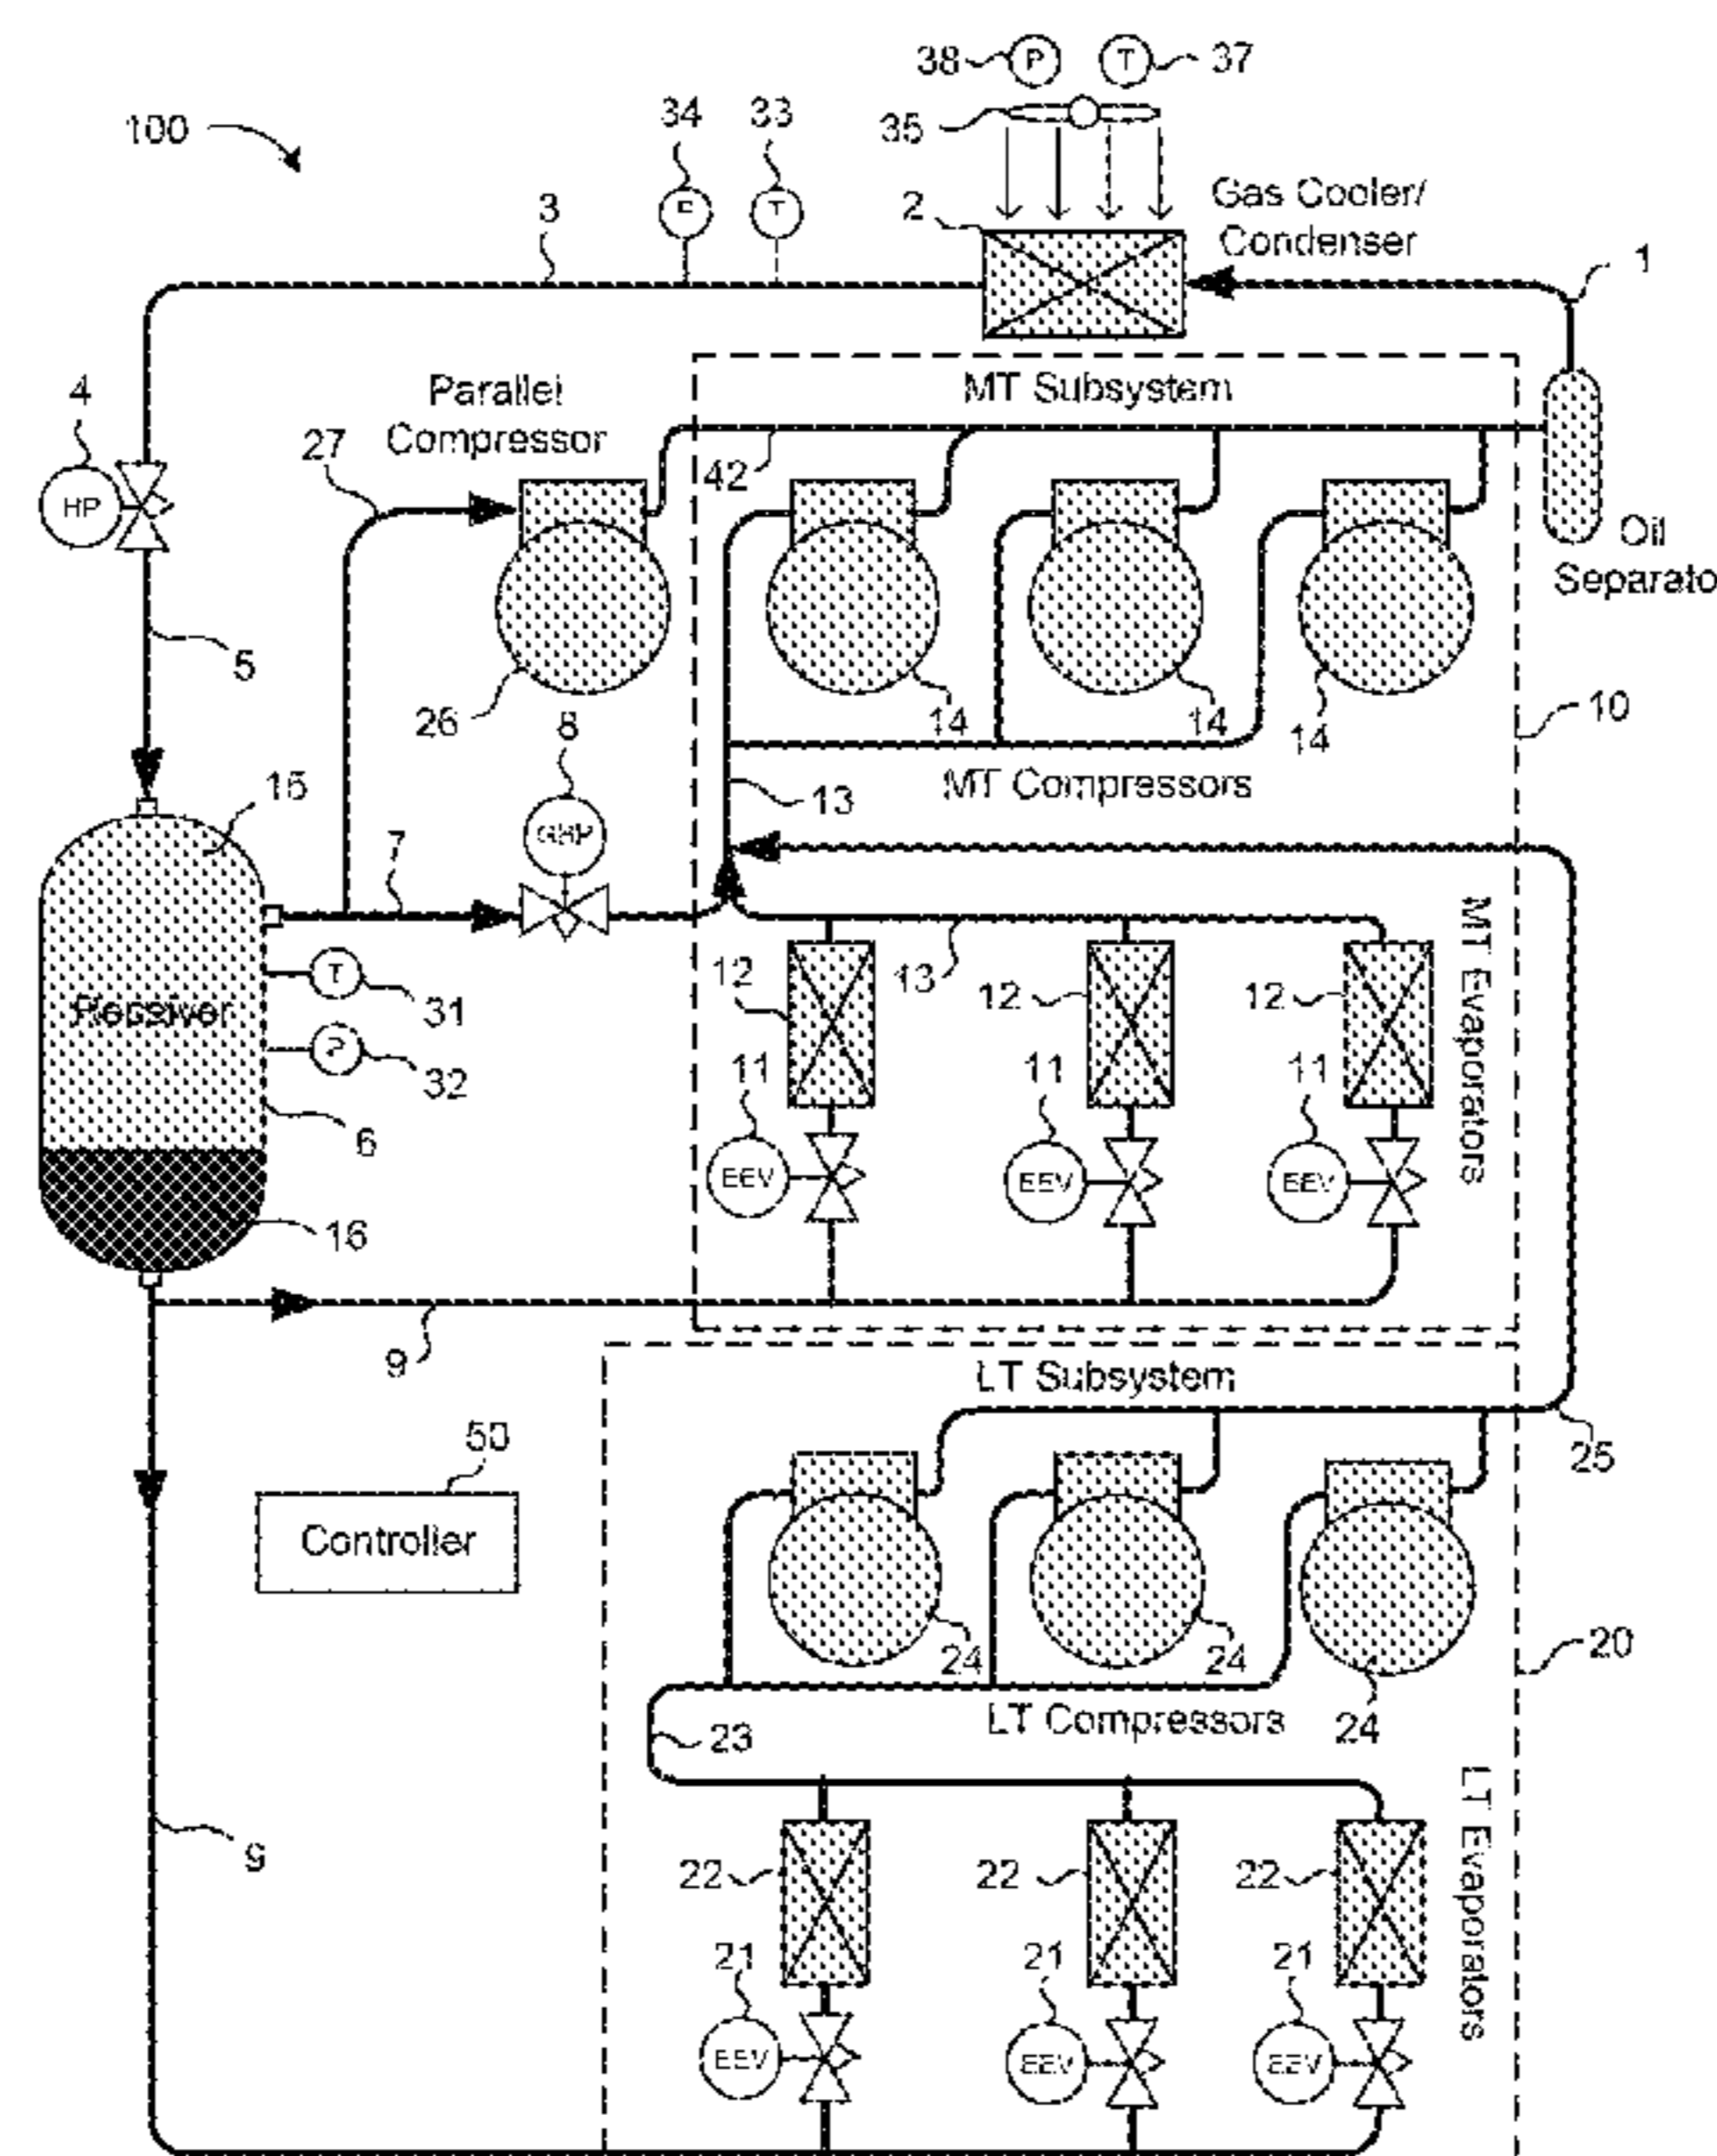 38 P T 37
34 33
35
100
3
2
Gas Cooler/
Condenser
T
1
4
Parallel
Compressor
MT Subsystem
27
42
HP
Oil
Separato
5
26
8
14
14
14
10
MT Compressors
13
15
7
12
13
12
12
MT Evaporators
T
31
Receiver
32
11
11
11
6
EEV
EEV
EEV
16
9
LT Subsystem
50
25
Controller
24
24
24
20
LT Compressors
23
9
22
22
22
LT Evaporators
21
21
21
EEV
EEV
EEV